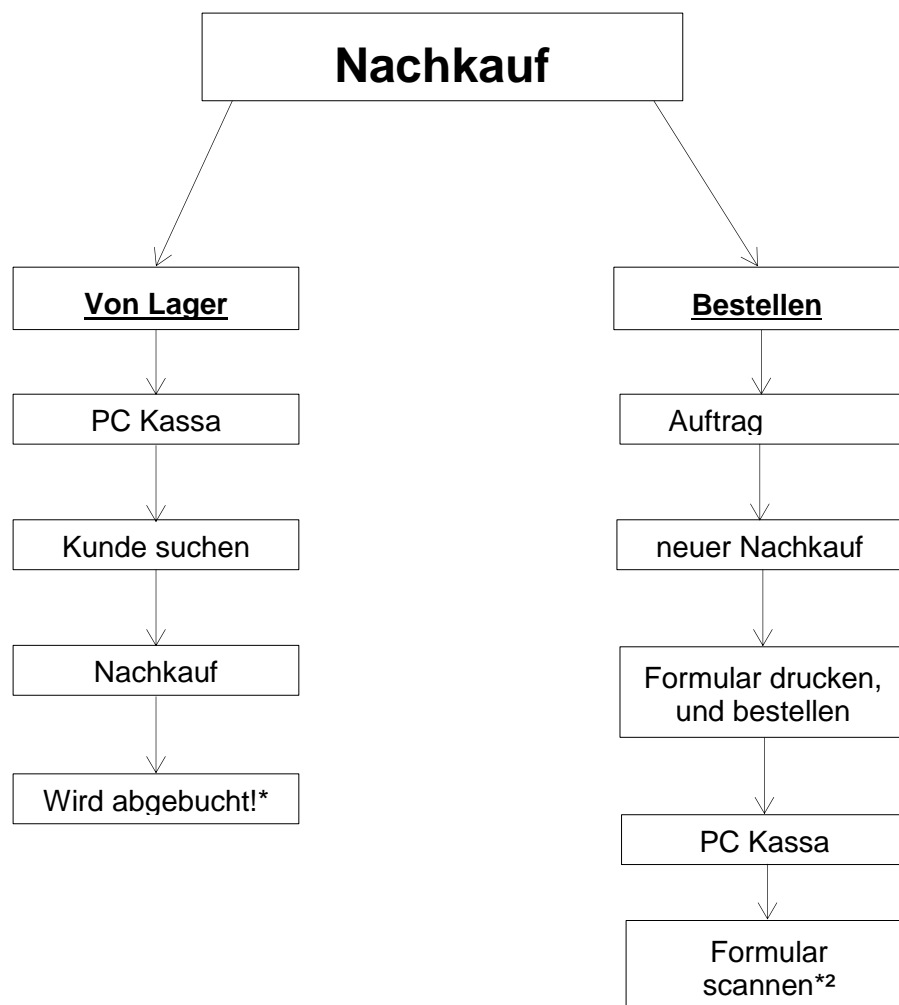 Nachkauf
Von Lager
PC Kassa
Kunde suchen
Nachkauf
Wird abgebucht!*
Bestellen
Auftrag
neuer Nachkauf
Formular drucken,
und bestellen
PC Kassa
Formular
scannen*²